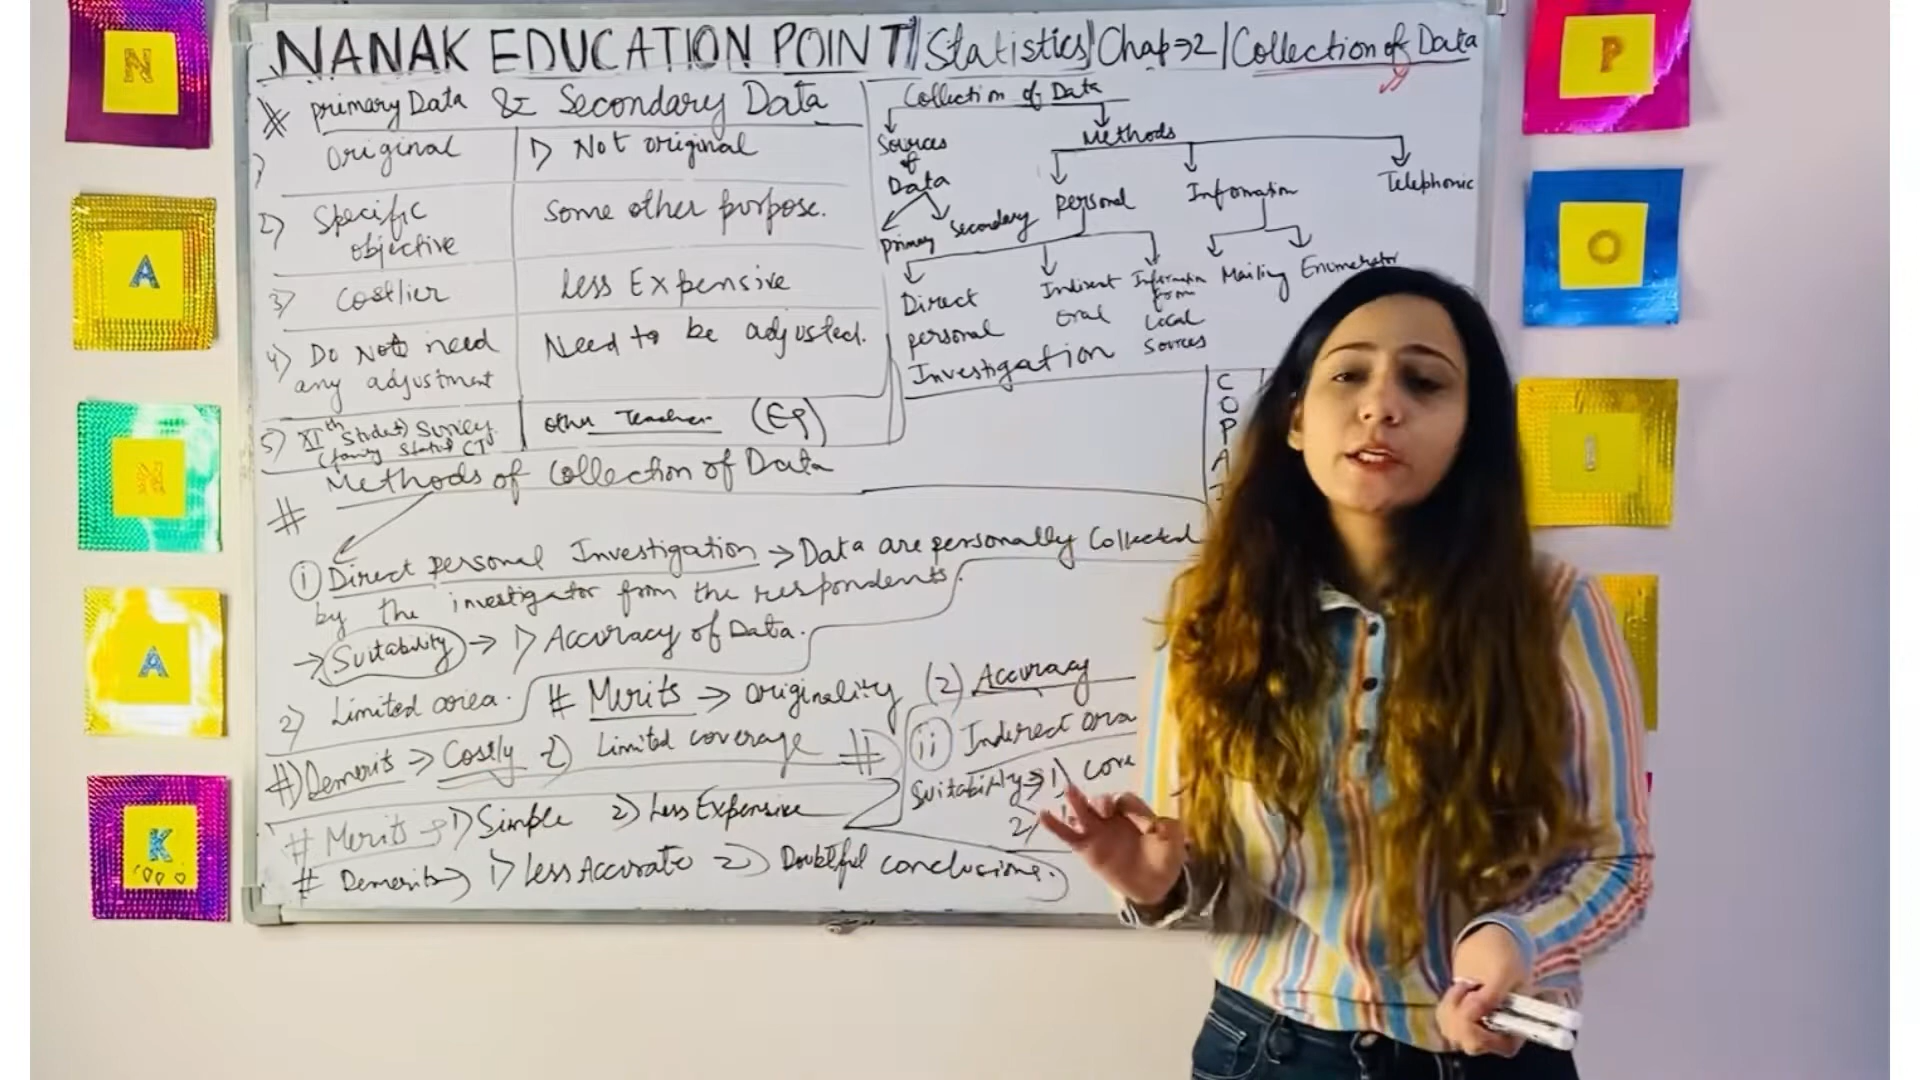 NANAK EDUCATION POINT | Statistics | Chap→2 | Collection of Data
# primary Data & Secondary Data
1) Original
1) Not original
2) Specific objective
some other purpose.
3) Costlier
less Expensive
4) Do Not need
any adjustment
Need to be adjusted.
5) XIth Student) Survey
(family Status CT
other Teacher (Eg)
Collection of Data
Sources
of
Data
Primary
Secondary
Methods
Personal
Information
Telephonic
Direct
personal
Investigation
Indirect
oral
Information
from
Local
Sources
Mailing
Enumerator
C
O
P
A
# Methods of Collection of Data
(i) Direct personal Investigation → Data are personally Collected
by the investigator from the respondents.
→ Suitability → 1) Accuracy of Data.
2) Limited area.
# Merits → originality (2) Accuracy
#) Demerits → Costly 2) Limited coverage #
(ii) Indirect ora
Suitability → 1) Cove
2)
# Merits → 1) Simple 2) Less Expensive
# Demerits → 1) Less Accurate 2) Doubtful conclusions.
N
A
N
A
K
P
O
I